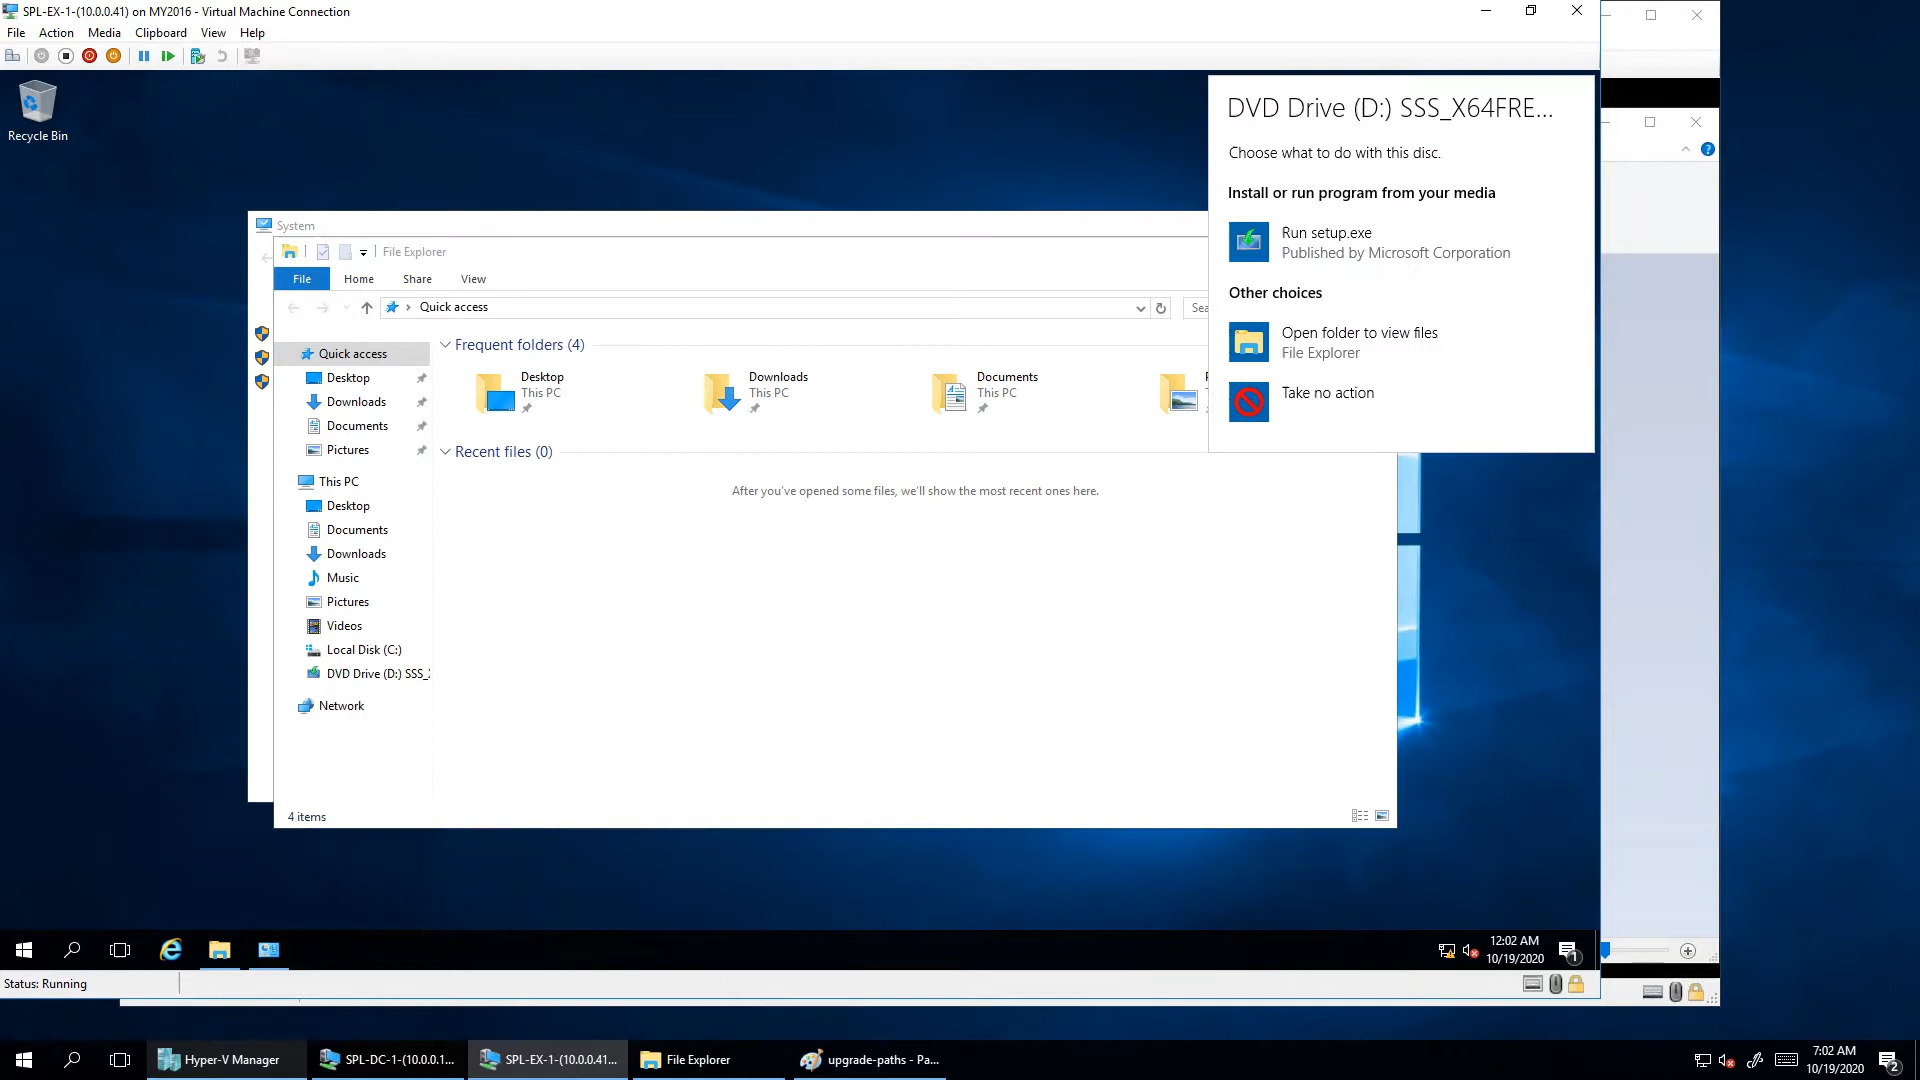 SPL-EX-1-(10.0.0.41) on MY2016 - Virtual Machine Connection
File Action Media Clipboard View Help
Recycle Bin
DVD Drive (D:) SSS_X64FRE...
Choose what to do with this disc.
Install or run program from your media
Run setup.exe
Published by Microsoft Corporation
Other choices
Open folder to view files
File Explorer
Take no action
System
File Explorer
File Home Share View
Quick access
Sea
Quick access
Desktop
Downloads
Documents
Pictures
This PC
Desktop
Documents
Downloads
Music
Pictures
Videos
Local Disk (C:)
DVD Drive (D:) SSS_
Network
Frequent folders (4)
Desktop
This PC
Downloads
This PC
Documents
This PC
Recent files (0)
After you've opened some files, we'll show the most recent ones here.
4 items
12:02 AM
10/19/2020
1
Status: Running
Hyper-V Manager
SPL-DC-1-(10.0.0.1...
SPL-EX-1-(10.0.0.41...
File Explorer
upgrade-paths - Pa...
7:02 AM
10/19/2020
2